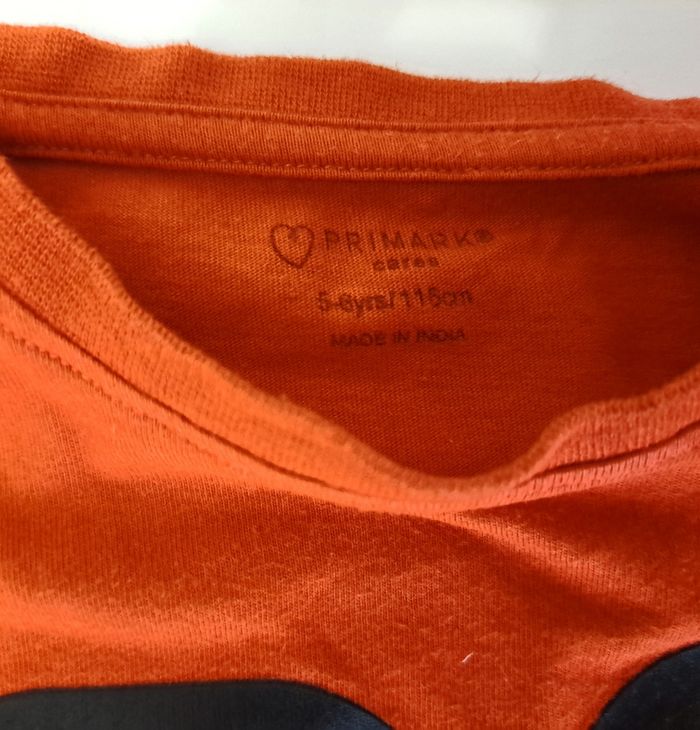 PRIMARK®
cares
5-6yrs/116cm
MADE IN INDIA